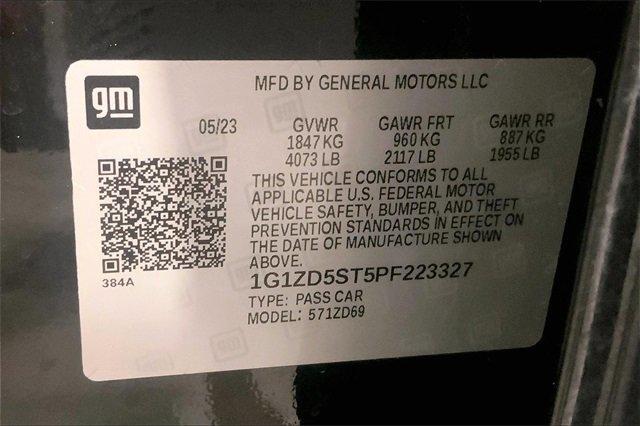 gm
MFD BY GENERAL MOTORS LLC
05/23 GVWR GAWR FRT GAWR RR
1847 KG 960 KG 887 KG
4073 LB 2117 LB 1955 LB
THIS VEHICLE CONFORMS TO ALL
APPLICABLE U.S. FEDERAL MOTOR
VEHICLE SAFETY, BUMPER, AND THEFT
PREVENTION STANDARDS IN EFFECT ON
THE DATE OF MANUFACTURE SHOWN
ABOVE.
384A
1G1ZD5ST5PF223327
TYPE: PASS CAR
MODEL: 571ZD69